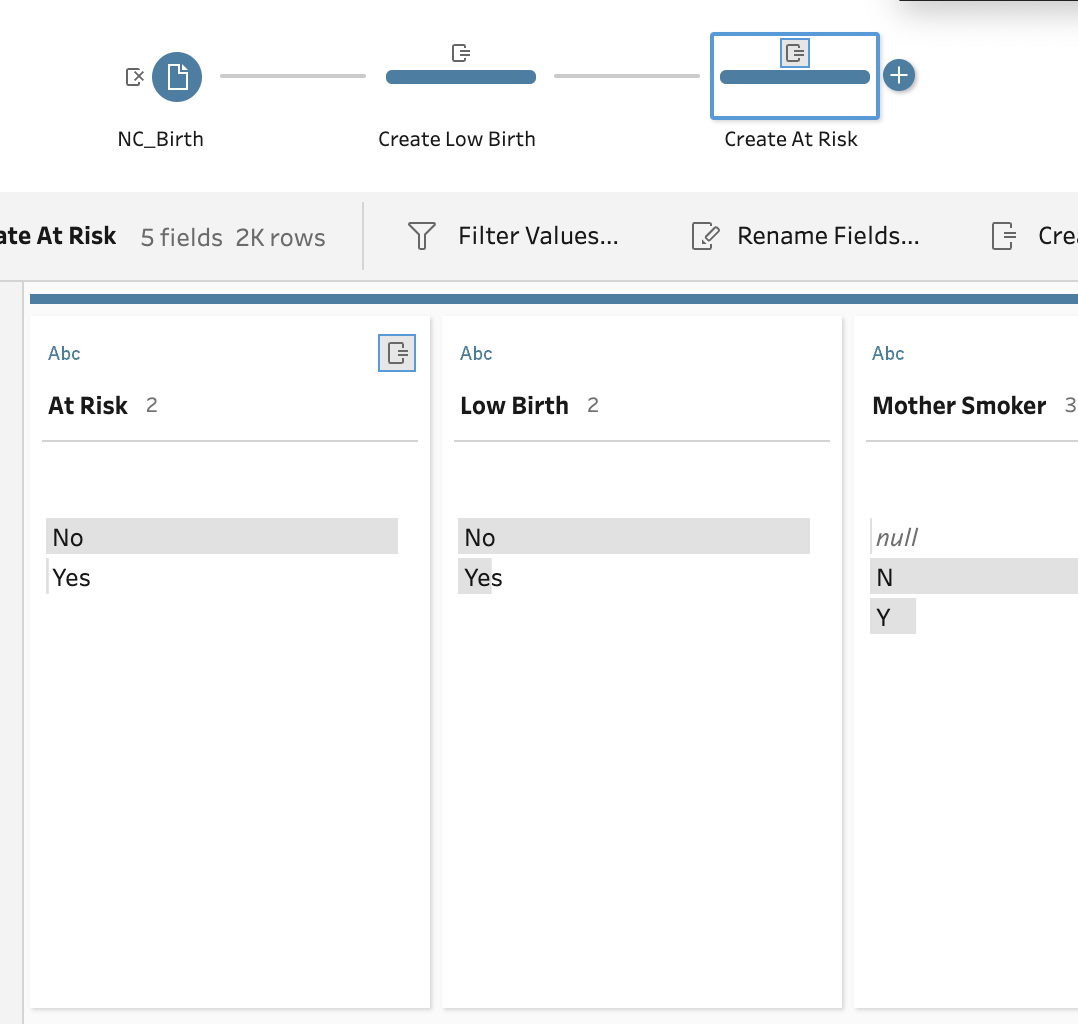 NC_Birth
Create Low Birth
Create At Risk
ate At Risk 5 fields 2K rows Filter Values... Rename Fields... Cre
Abc
At Risk 2
No
Yes
Abc
Low Birth 2
No
Yes
Abc
Mother Smoker 3
null
N
Y